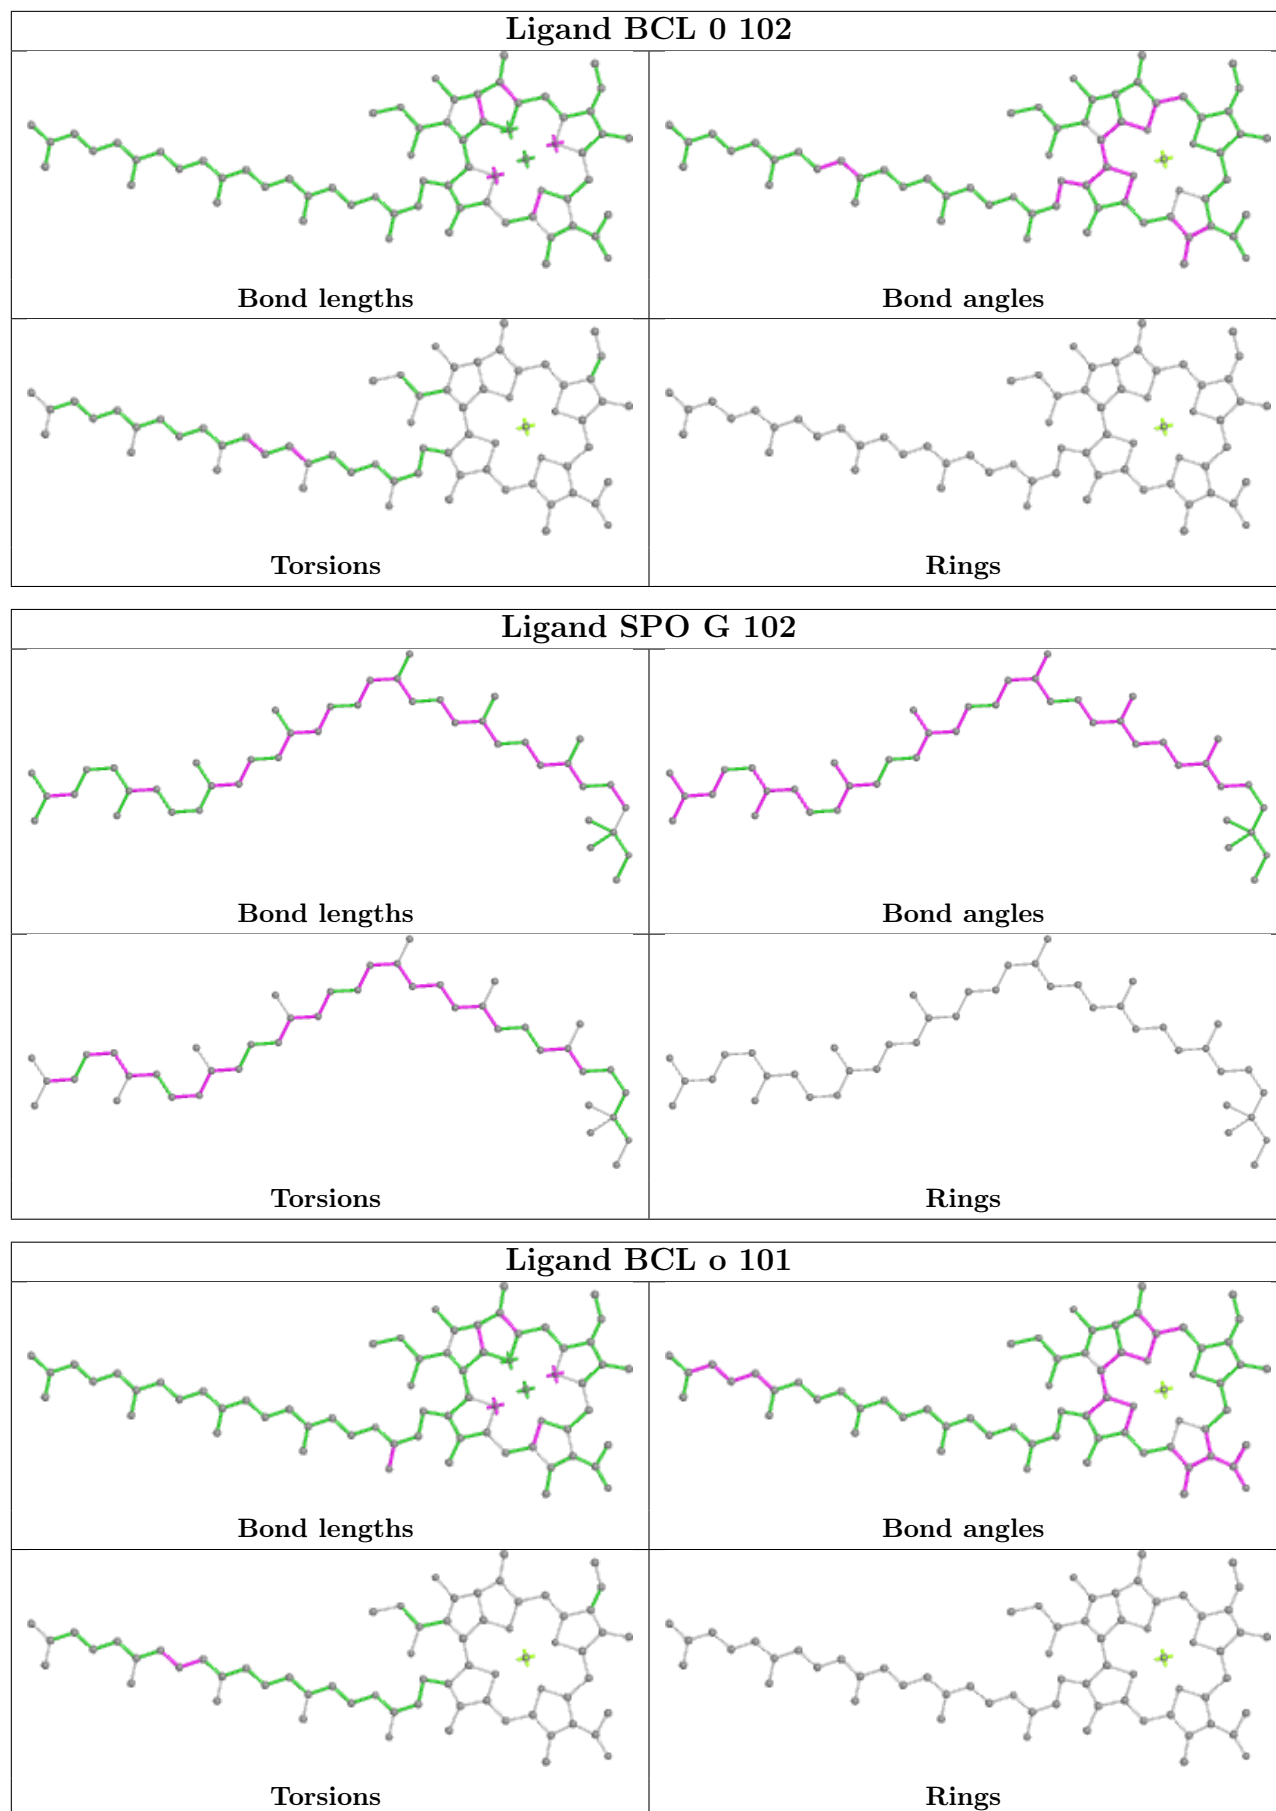 Ligand BCL 0 102
Bond lengths
Bond angles
Torsions
Rings
Ligand SPO G 102
Bond lengths
Bond angles
Torsions
Rings
Ligand BCL o 101
Bond lengths
Bond angles
Torsions
Rings